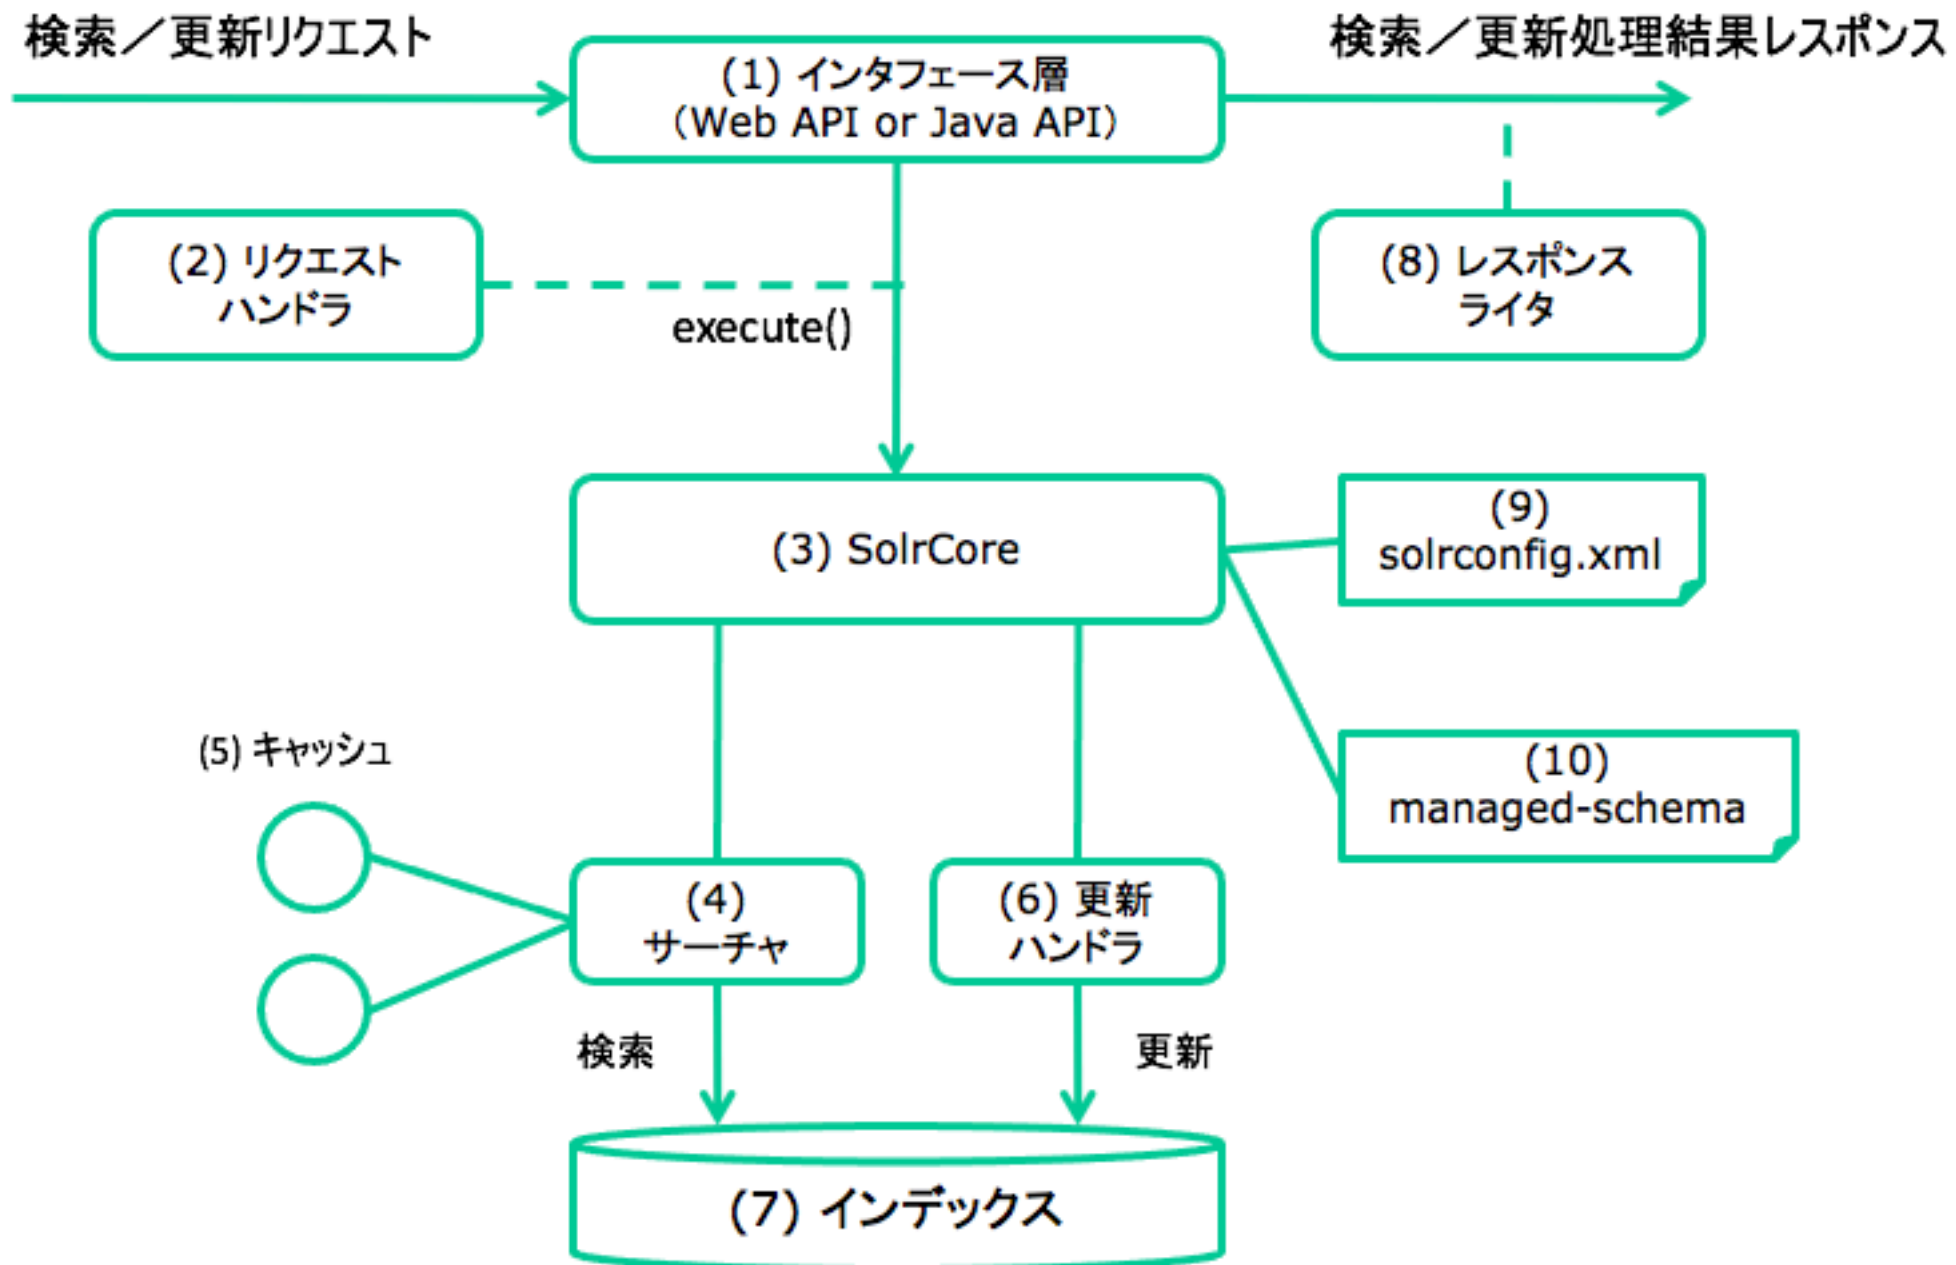 検索／更新リクエスト
検索／更新処理結果レスポンス
(1) インタフェース層
（Web API or Java API）
(2) リクエスト
ハンドラ
execute()
(8) レスポンス
ライタ
(3) SolrCore
(9)
solrconfig.xml
(10)
managed-schema
(5) キャッシュ
(4)
サーチャ
(6) 更新
ハンドラ
検索
更新
(7) インデックス